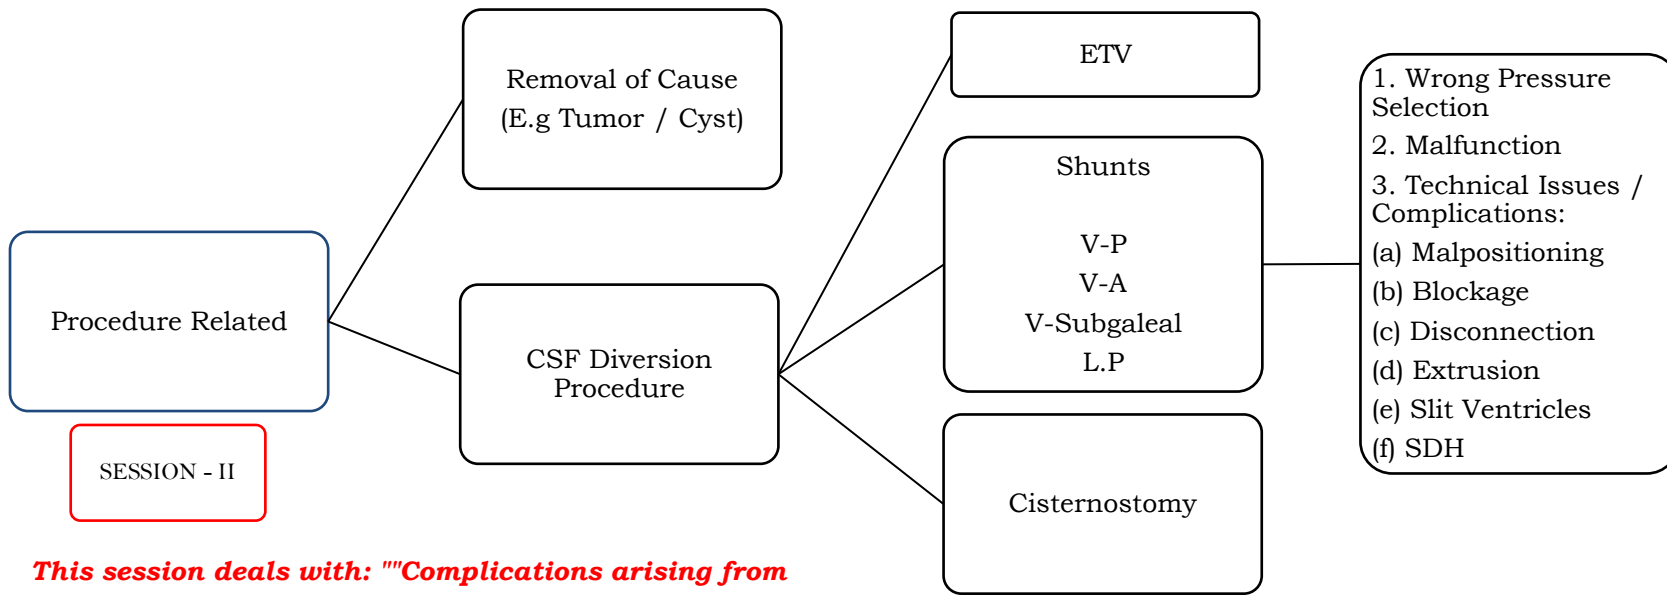 Procedure Related
SESSION - II
Removal of Cause
(E.g Tumor / Cyst)
CSF Diversion
Procedure
ETV
Shunts
V-P
V-A
V-Subgaleal
L.P
Cisternostomy
1. Wrong Pressure
Selection
2. Malfunction
3. Technical Issues /
Complications:
(a) Malpositioning
(b) Blockage
(c) Disconnection
(d) Extrusion
(e) Slit Ventricles
(f) SDH
This session deals with: ""Complications arising from